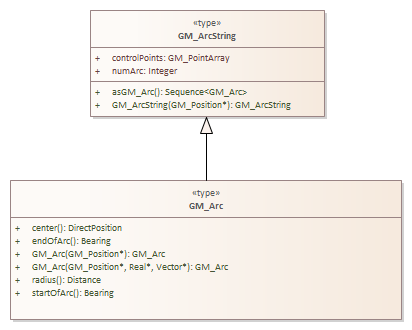 «type»
GM_ArcString
+ controlPoints: GM_PointArray
+ numArc: Integer
+ asGM_Arc(): Sequence<GM_Arc>
+ GM_ArcString(GM_Position*): GM_ArcString
«type»
GM_Arc
+ center(): DirectPosition
+ endOfArc(): Bearing
+ GM_Arc(GM_Position*): GM_Arc
+ GM_Arc(GM_Position*, Real*, Vector*): GM_Arc
+ radius(): Distance
+ startOfArc(): Bearing